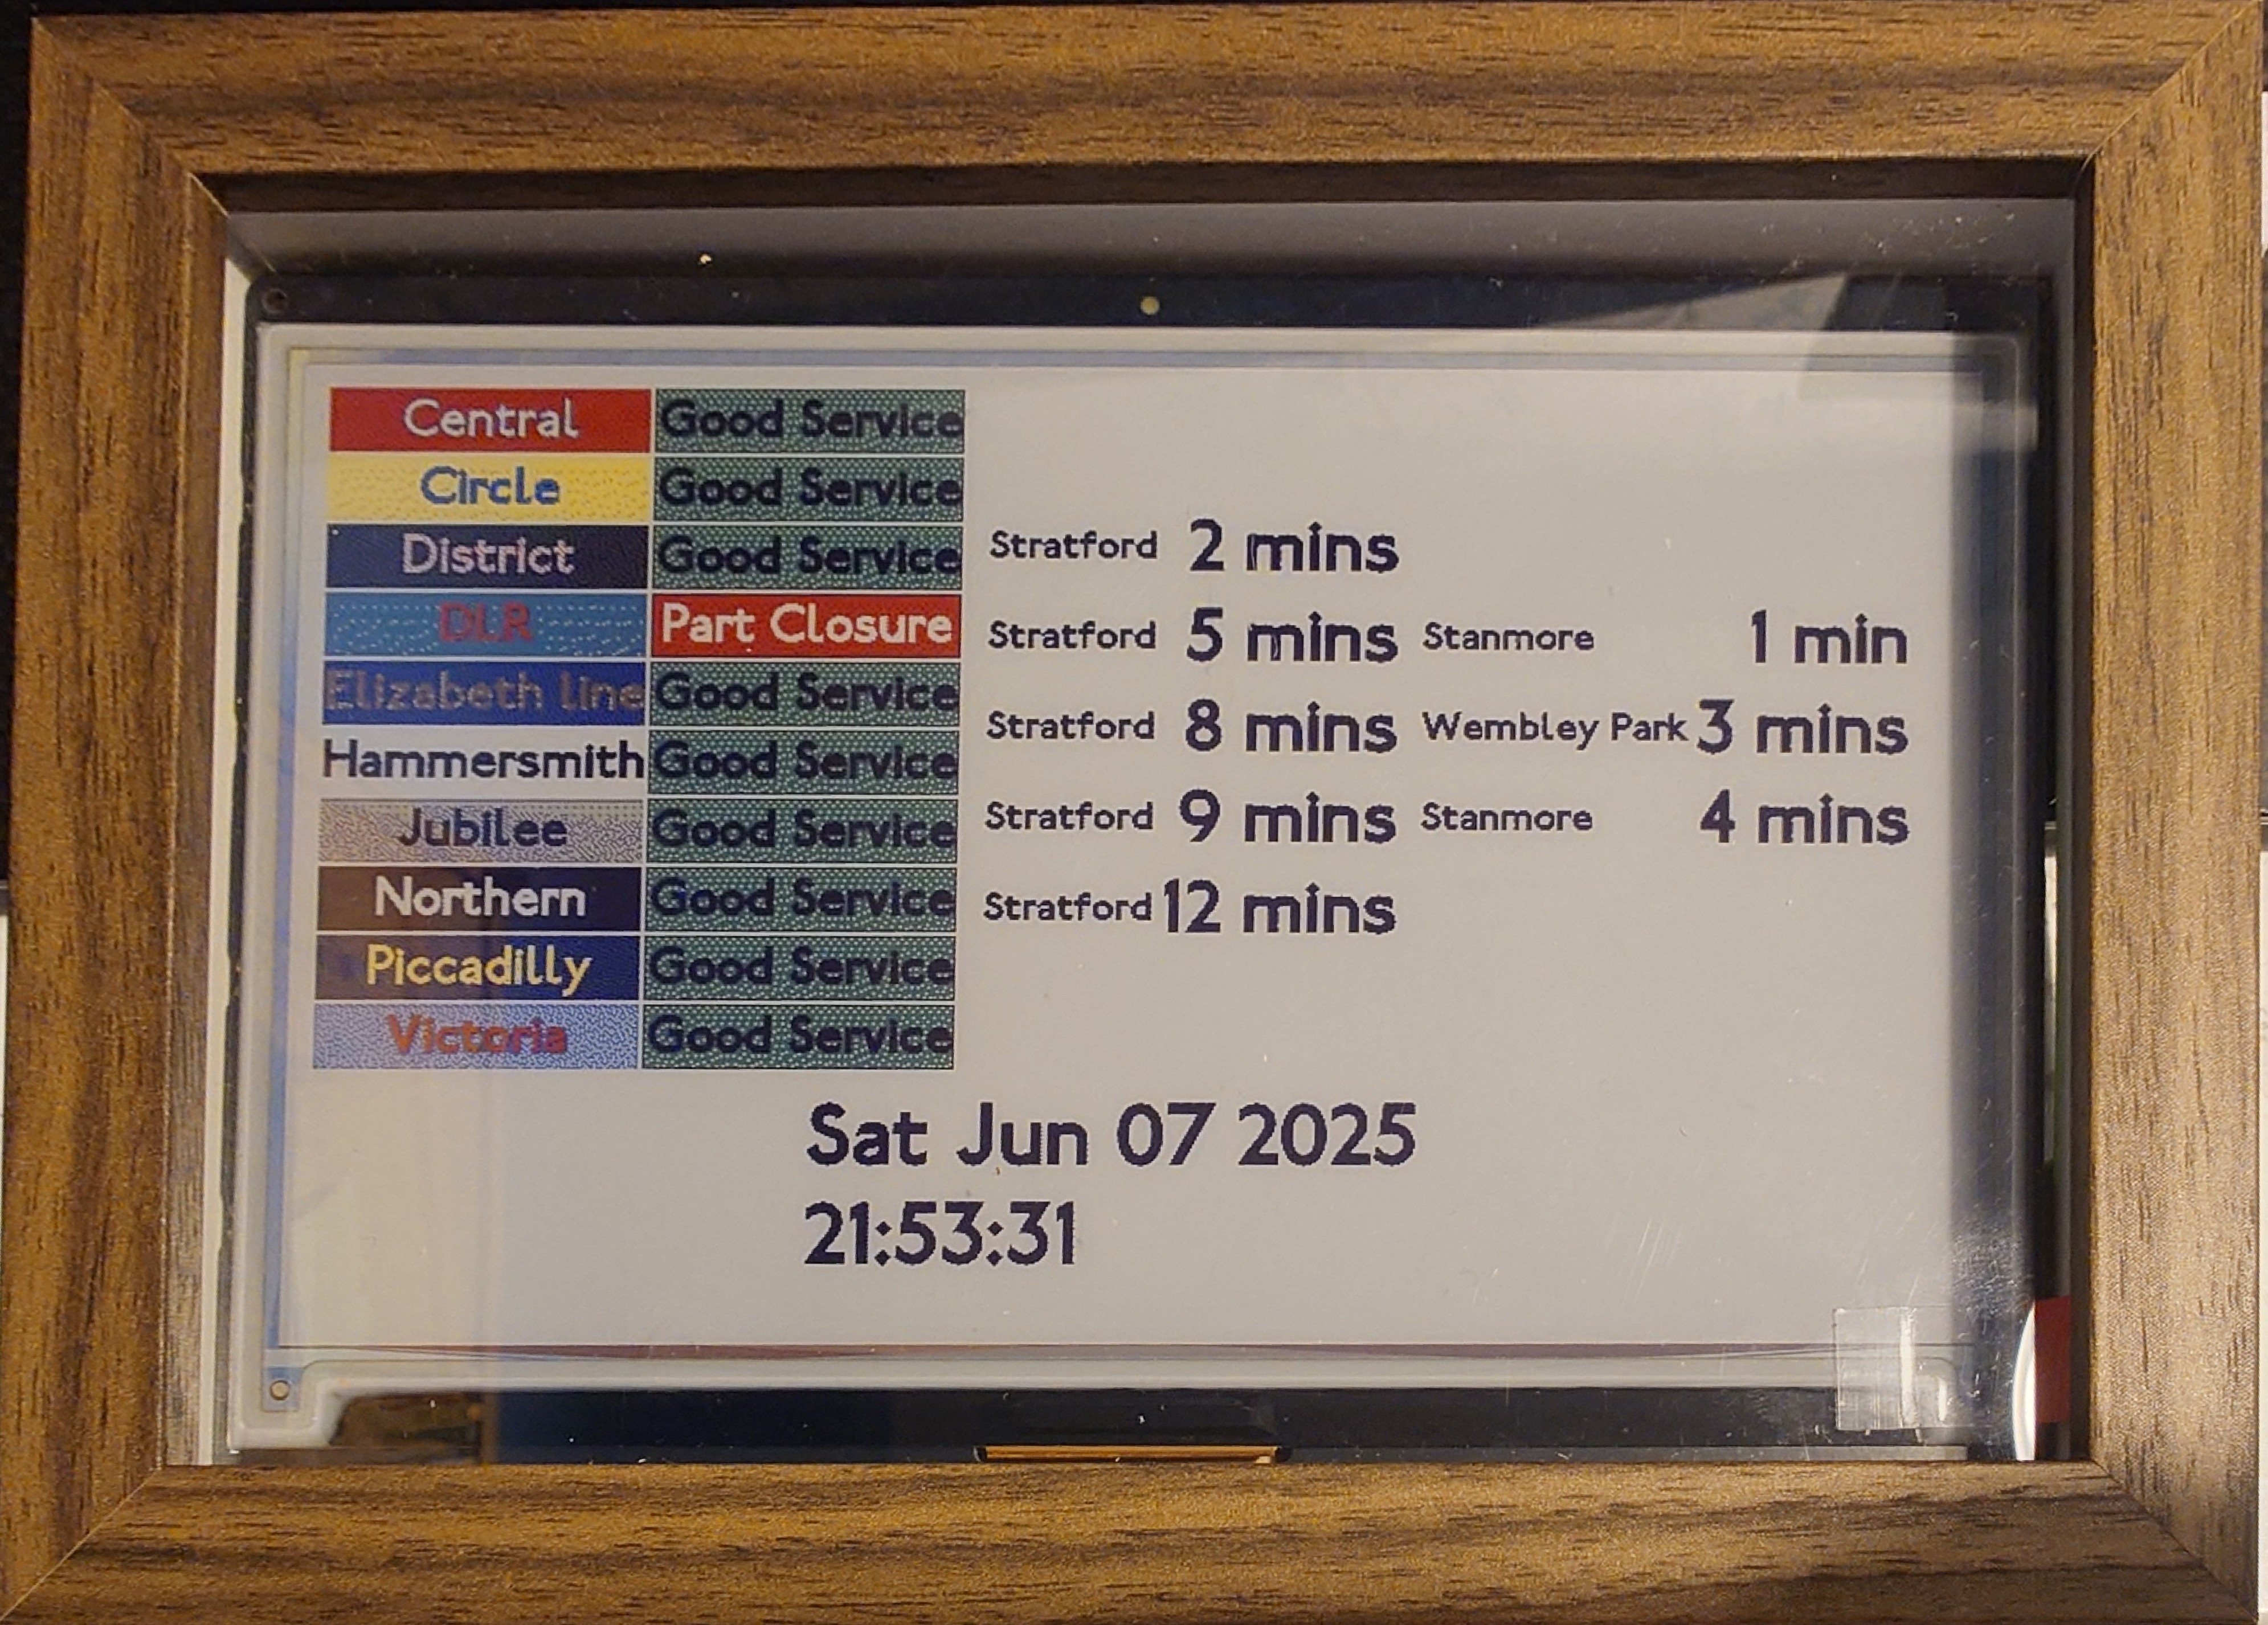 Central Good Service
Circle Good Service
District Good Service
DLR Part Closure
Elizabeth line Good Service
Hammersmith Good Service
Jubilee Good Service
Northern Good Service
Piccadilly Good Service
Victoria Good Service
Stratford 2 mins
Stratford 5 mins
Stratford 8 mins
Stratford 9 mins
Stratford 12 mins
Stanmore 1 min
Wembley Park 3 mins
Stanmore 4 mins
Sat Jun 07 2025
21:53:31